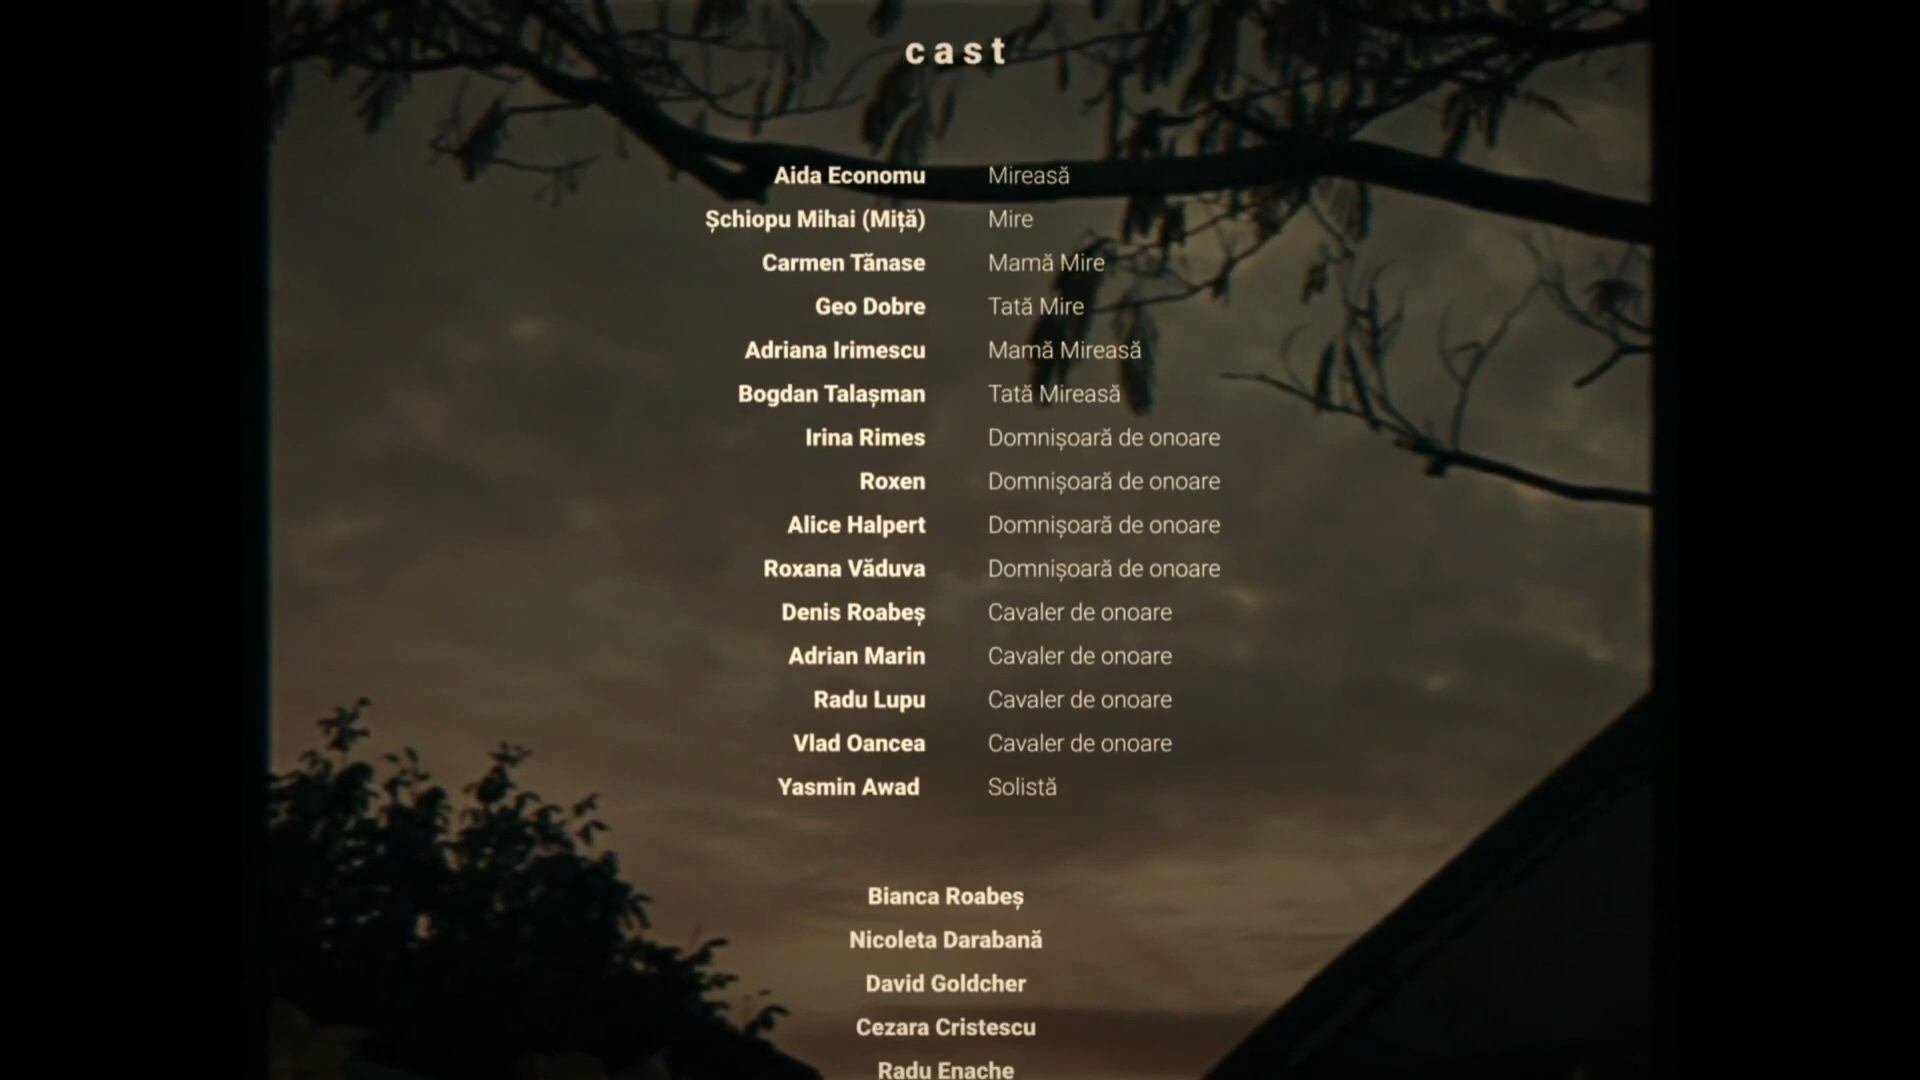 cast
Aida Economu Mireasă
Șchiopu Mihai (Miță) Mire
Carmen Tănase Mamă Mire
Geo Dobre Tată Mire
Adriana Irimescu Mamă Mireasă
Bogdan Talașman Tată Mireasă
Irina Rimes Domnișoară de onoare
Roxen Domnișoară de onoare
Alice Halpert Domnișoară de onoare
Roxana Văduva Domnișoară de onoare
Denis Roabeș Cavaler de onoare
Adrian Marin Cavaler de onoare
Radu Lupu Cavaler de onoare
Vlad Oancea Cavaler de onoare
Yasmin Awad Solistă
Bianca Roabeș
Nicoleta Darabană
David Goldcher
Cezara Cristescu
Radu Enache